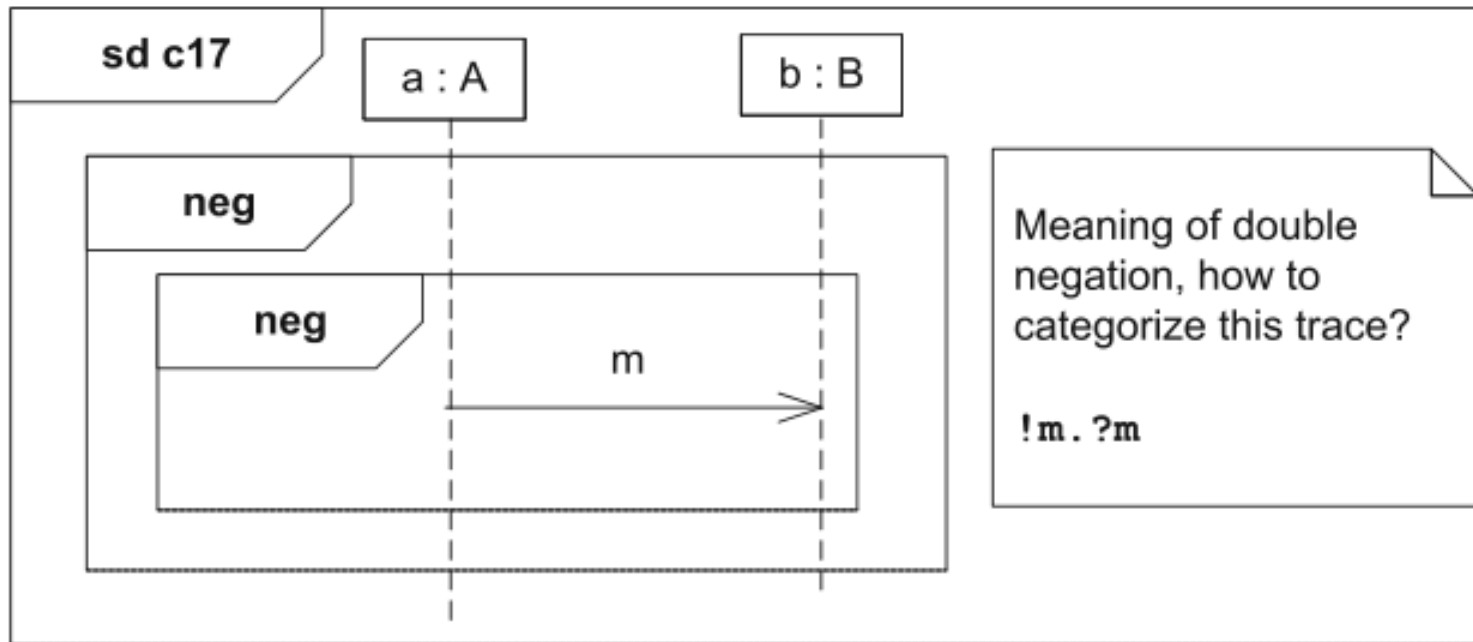 sd c17
a : A
b : B
neg
neg
m
Meaning of double
negation, how to
categorize this trace?
!m.?m